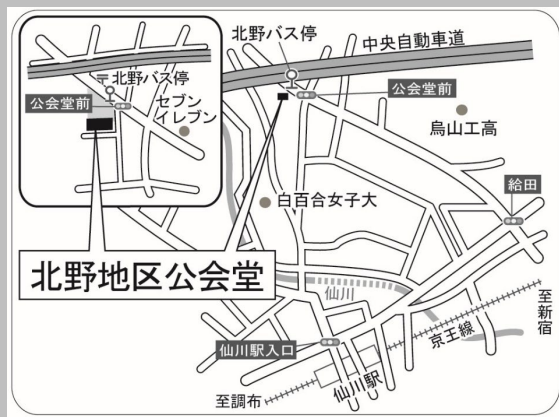 北野バス停
公会堂前
セブン
イレブン
北野バス停
中央自動車道
公会堂前
烏山工高
給田
白百合女子大
北野地区公会堂
仙川
至新宿
京王線
仙川駅入口
仙川駅
至調布